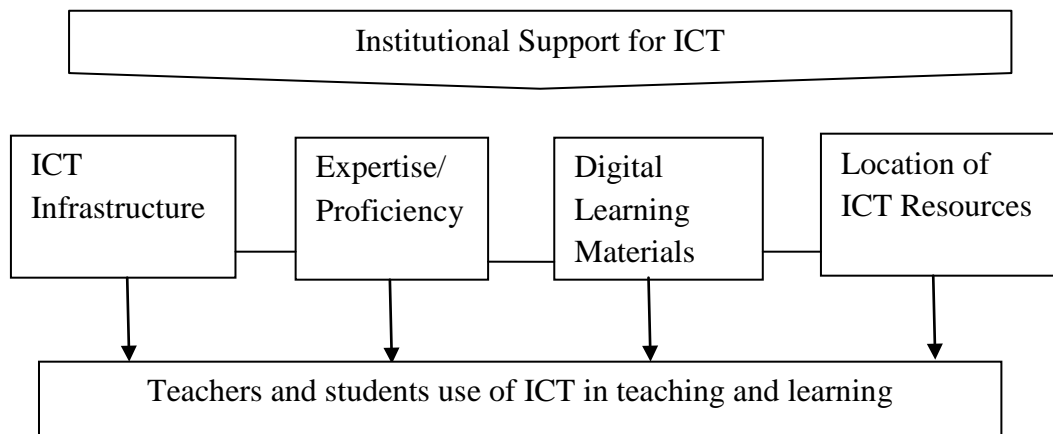 Institutional Support for ICT
ICT
Infrastructure
Expertise/
Proficiency
Digital
Learning
Materials
Location of
ICT Resources
Teachers and students use of ICT in teaching and learning